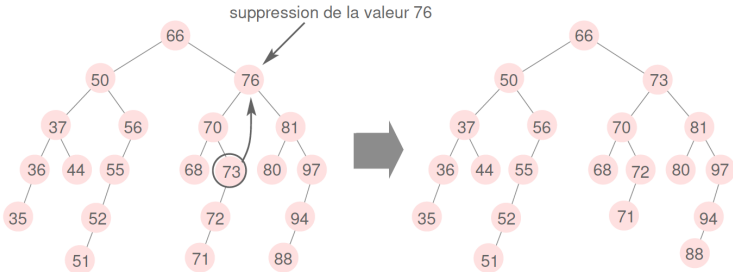 suppression de la valeur 76
66 66
50 76 50 73
37 56 70 81 37 56 70 81
36 44 55 68 73 80 97 36 44 55 68 72 80 97
35 52 72 94 35 52 71 94
51 71 88 51 88